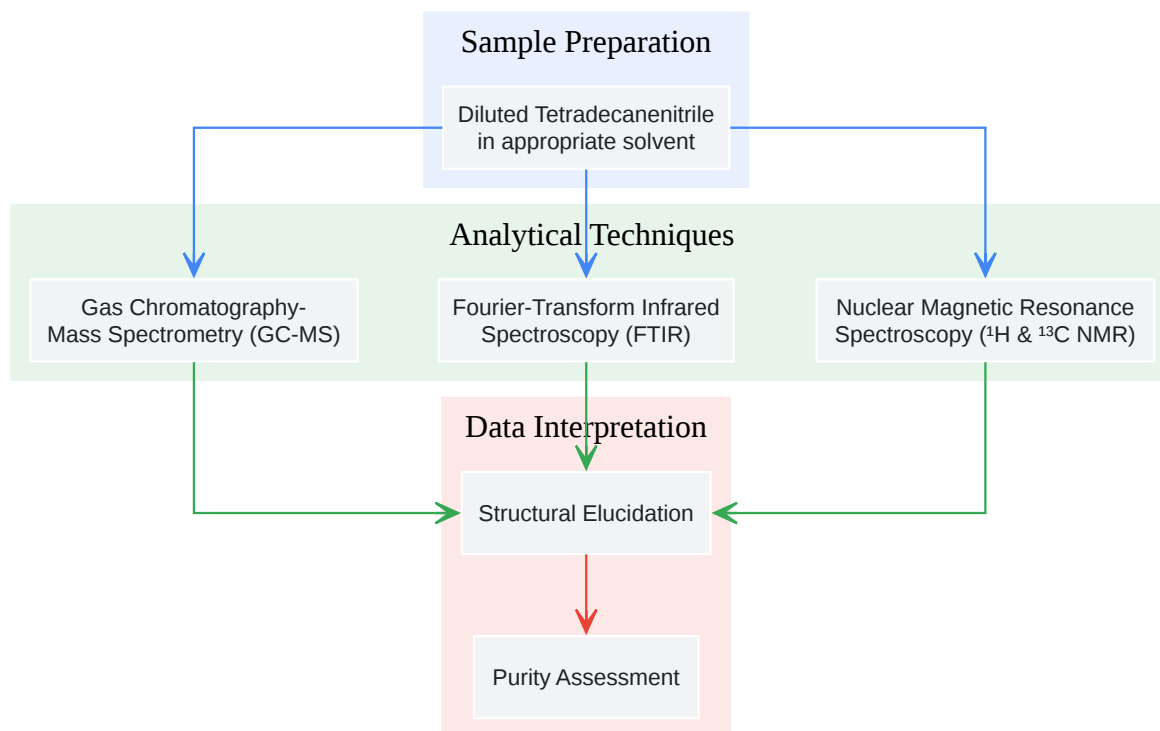 Sample Preparation
Diluted Tetradecanenitrile
in appropriate solvent
Analytical Techniques
Gas Chromatography-
Mass Spectrometry (GC-MS)
Fourier-Transform Infrared
Spectroscopy (FTIR)
Nuclear Magnetic Resonance
Spectroscopy (¹H & ¹³C NMR)
Data Interpretation
Structural Elucidation
Purity Assessment